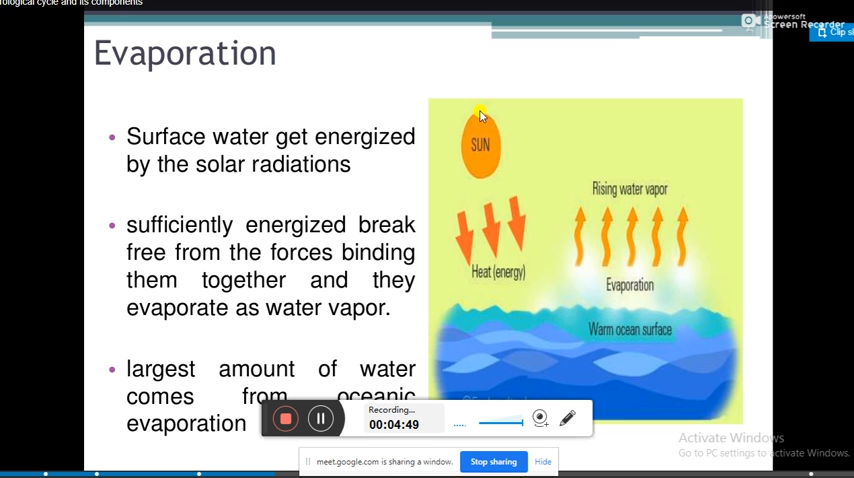 rological cycle and its components
owersoft
Screen Recorder
Clip sl
Evaporation
• Surface water get energized
by the solar radiations
• sufficiently energized break
free from the forces binding
them together and they
evaporate as water vapor.
• largest amount of water
comes from oceanic
evaporation
SUN
Rising water vapor
Heat (energy)
Evaporation
Warm ocean surface
Recording...
00:04:49
meet.google.com is sharing a window.
Stop sharing
Hide
Activate Windows
Go to PC settings to activate Windows.